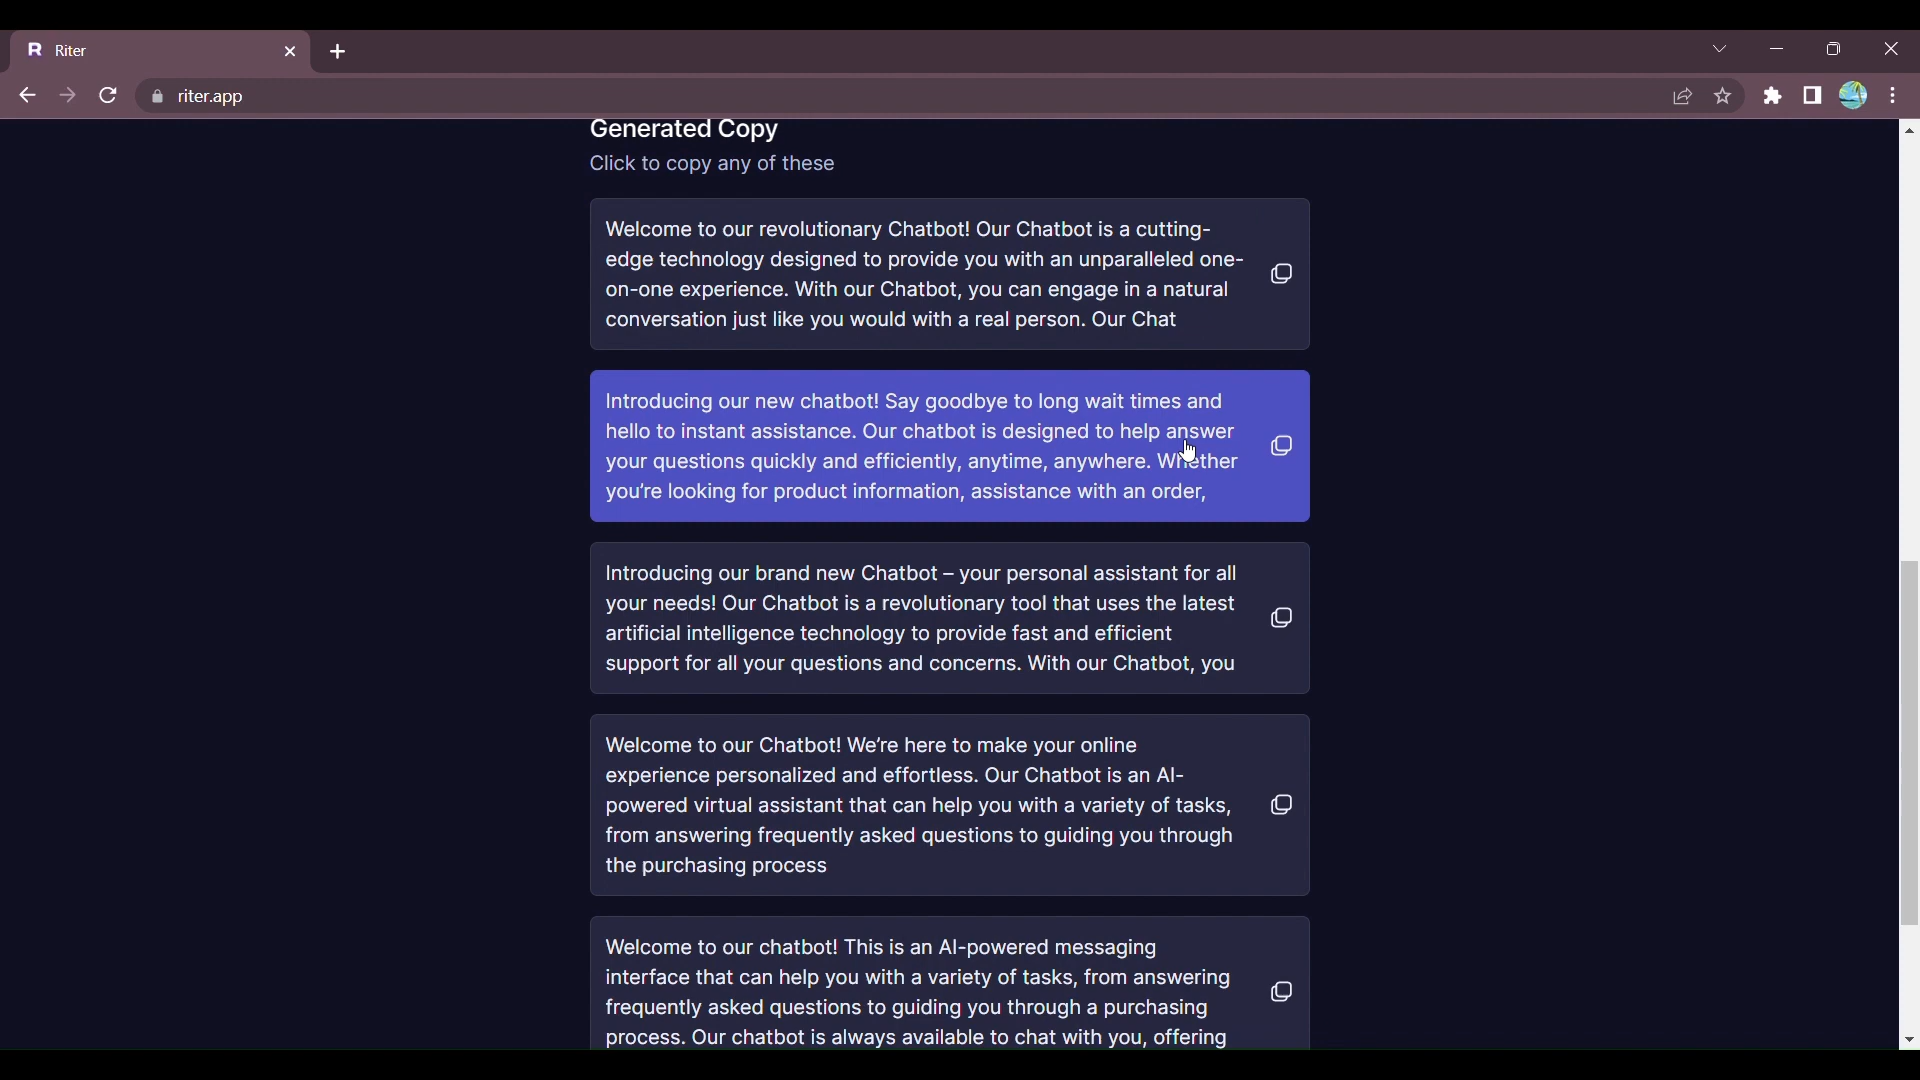 Riter
riter.app
Generated Copy
Click to copy any of these
Welcome to our revolutionary Chatbot! Our Chatbot is a cutting-
edge technology designed to provide you with an unparalleled one-
on-one experience. With our Chatbot, you can engage in a natural
conversation just like you would with a real person. Our Chat
Introducing our new chatbot! Say goodbye to long wait times and
hello to instant assistance. Our chatbot is designed to help answer
your questions quickly and efficiently, anytime, anywhere. Whether
you're looking for product information, assistance with an order,
Introducing our brand new Chatbot – your personal assistant for all
your needs! Our Chatbot is a revolutionary tool that uses the latest
artificial intelligence technology to provide fast and efficient
support for all your questions and concerns. With our Chatbot, you
Welcome to our Chatbot! We're here to make your online
experience personalized and effortless. Our Chatbot is an AI-
powered virtual assistant that can help you with a variety of tasks,
from answering frequently asked questions to guiding you through
the purchasing process
Welcome to our chatbot! This is an AI-powered messaging
interface that can help you with a variety of tasks, from answering
frequently asked questions to guiding you through a purchasing
process. Our chatbot is always available to chat with you, offering